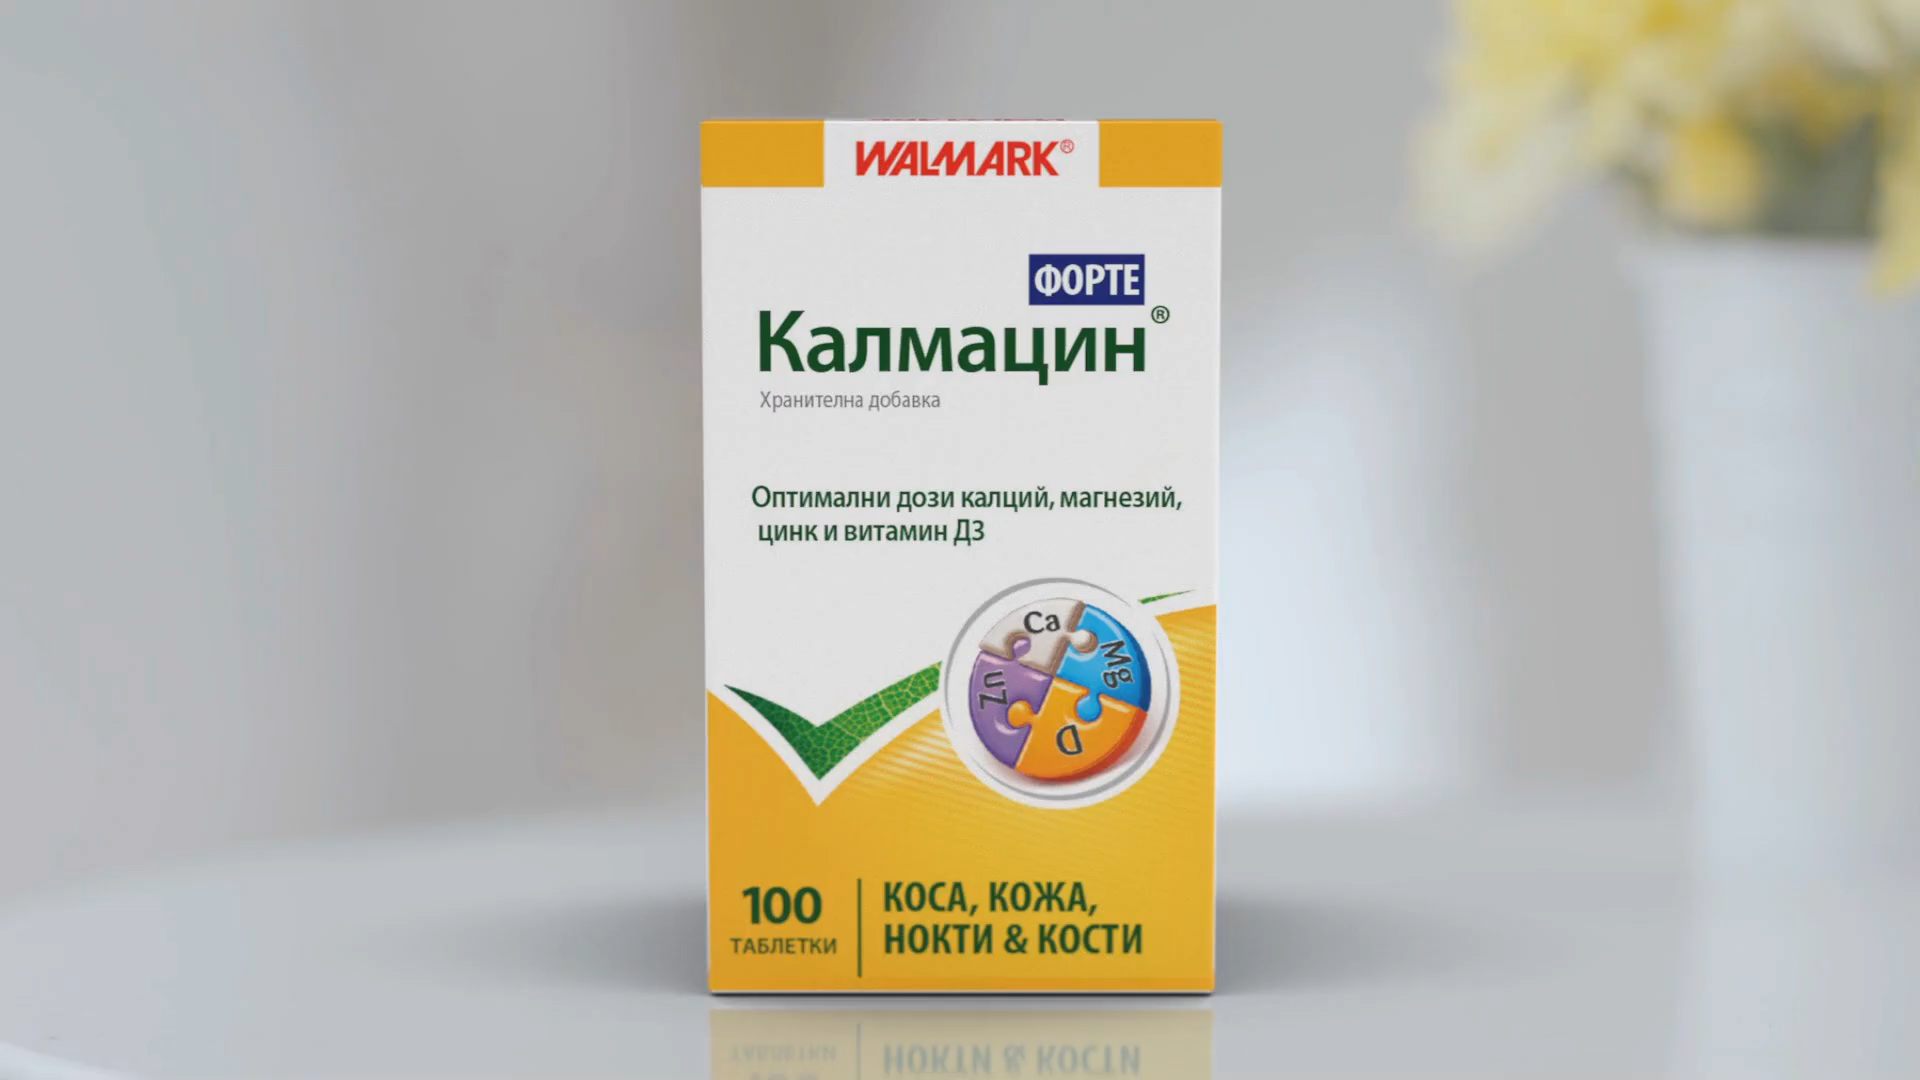 WALMARK®
ФОРТЕ
Калмацин®
Хранителна добавка
Оптимални дози калций, магнезий,
цинк и витамин Д3
Ca
Mg
Zn
D
100
ТАБЛЕТКИ
КОСА, КОЖА,
НОКТИ & КОСТИ